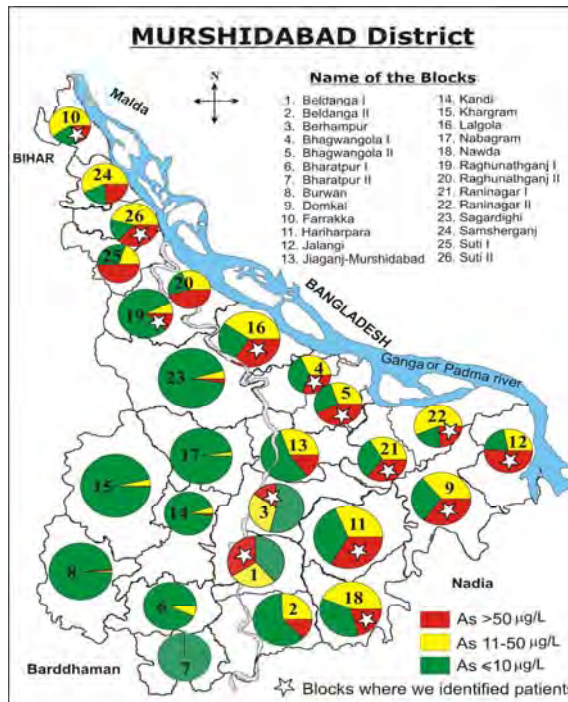 MURSHIDABAD District
Name of the Blocks
1. Beldanga I
2. Beldanga II
3. Berhampur
4. Bhagwangola I
5. Bhagwangola II
6. Bharatpur I
7. Bharatpur II
8. Burwan
9. Domkal
10. Farrakka
11. Hariharpara
12. Jalangi
13. Jiaganj-Murshidabad
14. Kandi
15. Khargram
16. Lalgola
17. Nabagram
18. Nawda
19. Raghunathganj I
20. Raghunathganj II
21. Raninagar I
22. Raninagar II
23. Sagardighi
24. Samsherganj
25. Suti I
26. Suti II
N
Malda
BIHAR
BANGLADESH
Ganga or Padma river
10
24
26
25
20
19
16
4
23
5
22
12
13
21
17
15
9
3
14
11
1
8
18
2
6
7
Nadia
Barddhaman
As >50 µg/L
As 11-50 µg/L
As ⩽10 µg/L
Blocks where we identified patients